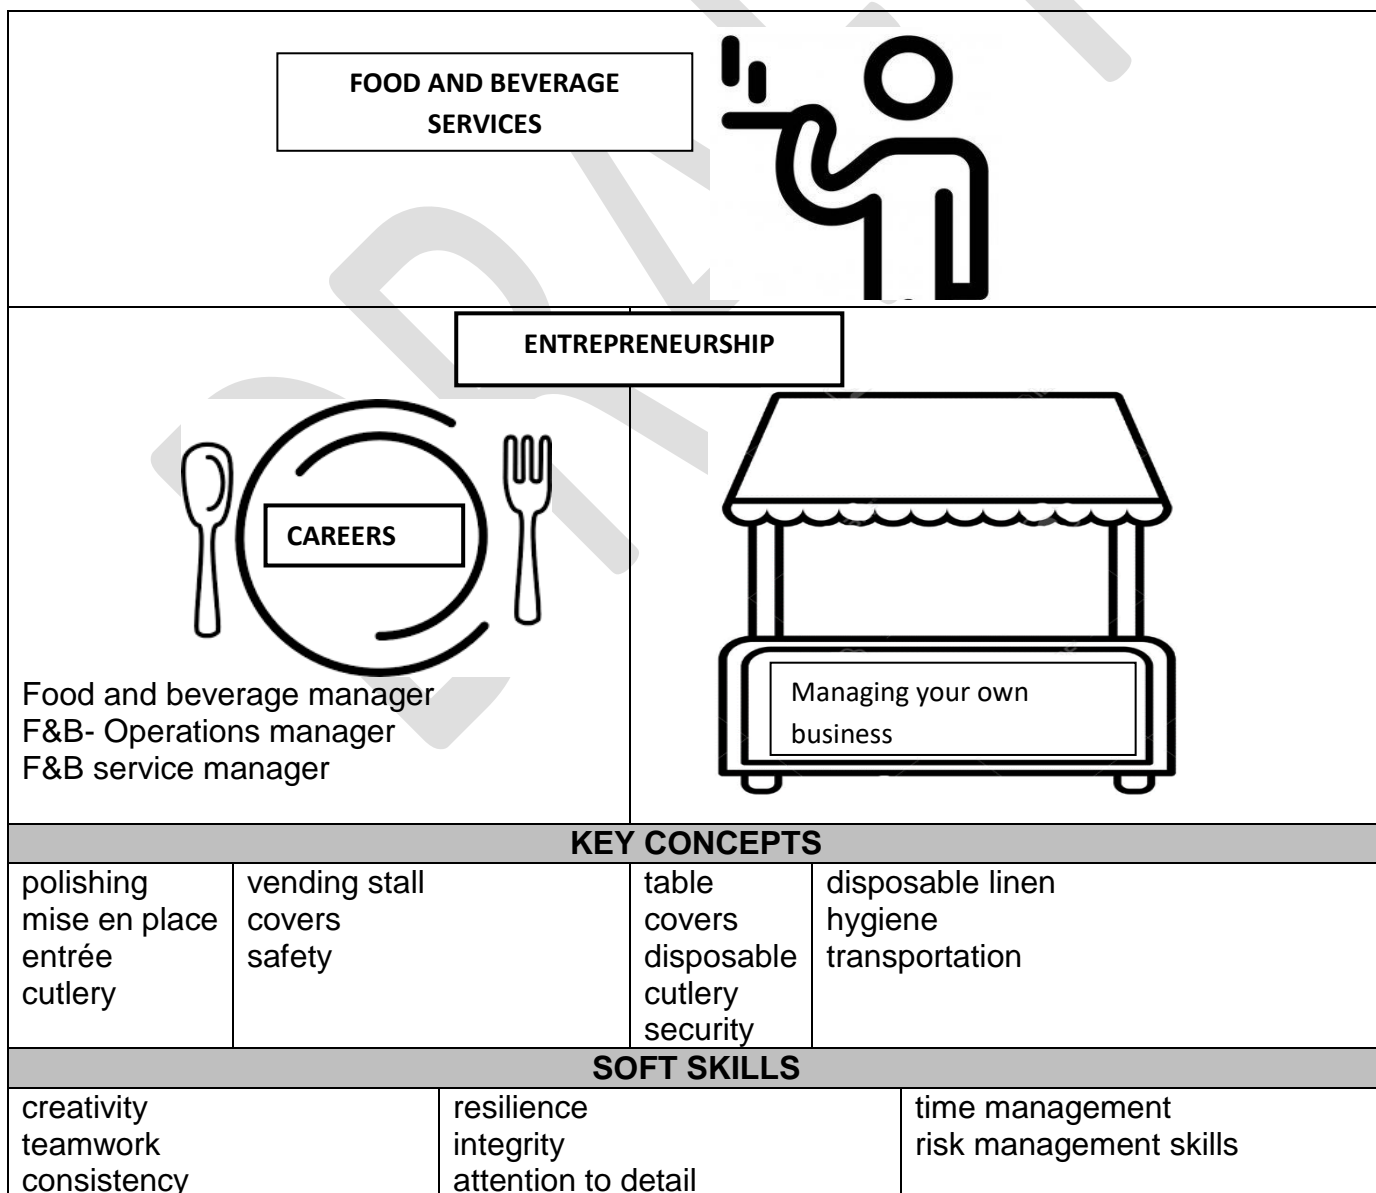 FOOD AND BEVERAGE
SERVICES
ENTREPRENEURSHIP
CAREERS
Food and beverage manager
F&B- Operations manager
F&B service manager
Managing your own
business
KEY CONCEPTS
polishing
mise en place
entrée
cutlery
vending stall
covers
safety
table
covers
disposable
cutlery
security
disposable linen
hygiene
transportation
SOFT SKILLS
creativity
teamwork
consistency
resilience
integrity
attention to detail
time management
risk management skills